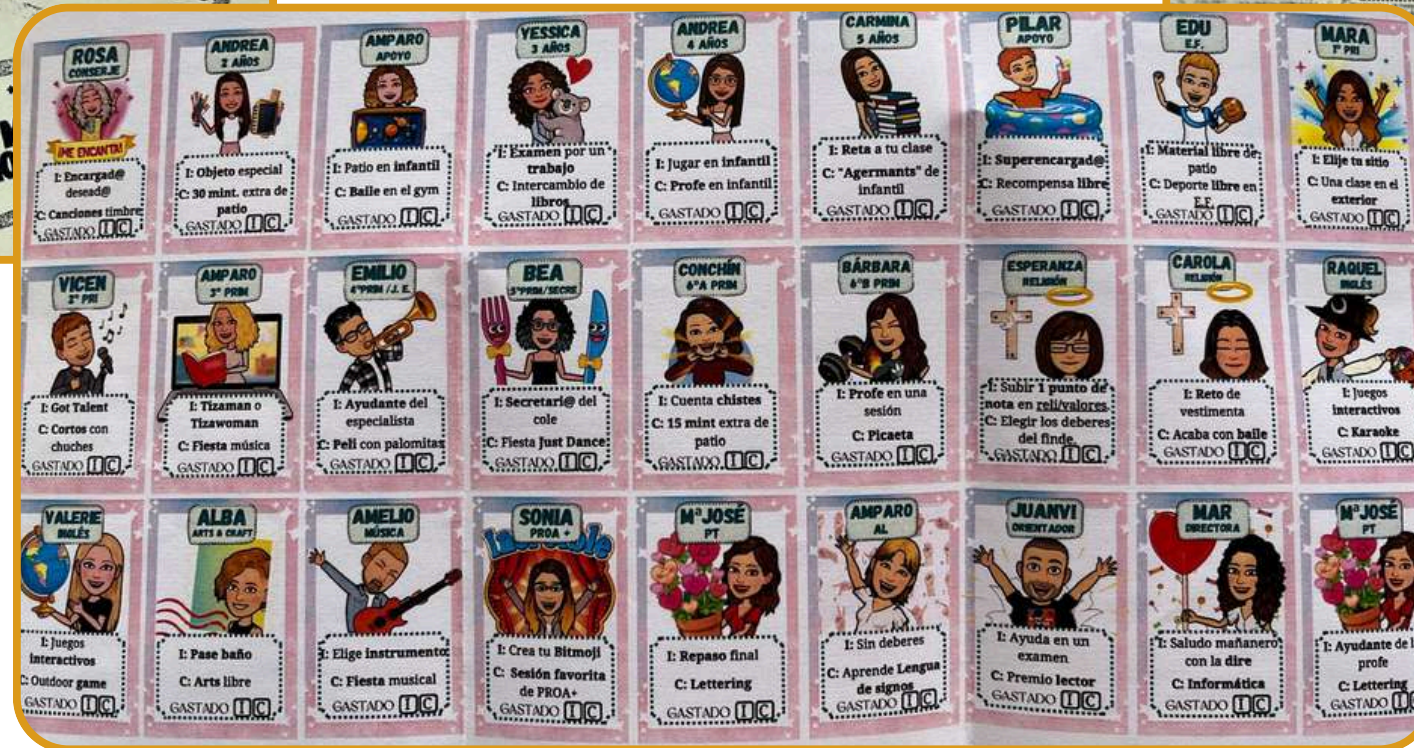 ROSA
CONSERJE
¡ME ENCANTA!
I: Encargad@
desead@
C: Canciones timbre
GASTADO I C
ANDREA
2 AÑOS
I: Objeto especial
C: 30 mint. extra de
patio
GASTADO I C
AMPARO
APOYO
I: Patio en infantil
C: Baile en el gym
GASTADO I C
YESSICA
3 AÑOS
I: Examen por un
trabajo
C: Intercambio de
libros
GASTADO I C
ANDREA
4 AÑOS
I: Jugar en infantil
C: Profe en infantil
GASTADO I C
CARMINA
5 AÑOS
I: Reta a tu clase
C: "Agermants" de
infantil
GASTADO I C
PILAR
APOYO
I: Superencargad@
C: Recompensa libre
GASTADO I C
EDU
E.F.
I: Material libre de
patio
C: Deporte libre en
E.F.
GASTADO I C
MARA
1º PRI
I: Elije tu sitio
C: Una clase en el
exterior
GASTADO I C
VICEN
2º PRI
I: Got Talent
C: Cortos con
chuches
GASTADO I C
AMPARO
3º PRIM
I: Tizaman o
Tizawoman
C: Fiesta música
GASTADO I C
EMILIO
4ºPRIM /J. E.
I: Ayudante del
especialista
C: Peli con palomitas
GASTADO I C
BEA
5ºPRIM/SECRE
I: Secretari@ del
cole
C: Fiesta Just Dance
GASTADO I C
CONCHÍN
6ºA PRIM
I: Cuenta chistes
C: 15 mint extra de
patio
GASTADO I C
BÁRBARA
6ºB PRIM
I: Profe en una
sesión
C: Picaeta
GASTADO I C
ESPERANZA
RELIGIÓN
I: Subir 1 punto de
nota en reli/valores.
C: Elegir los deberes
del finde.
GASTADO I C
CAROLA
RELIGIÓN
I: Reto de
vestimenta
C: Acaba con baile
GASTADO I C
RAQUEL
INGLÉS
I: Juegos
interactivos
C: Karaoke
GASTADO I C
VALERIE
INGLÉS
I: Juegos
interactivos
C: Outdoor game
GASTADO I C
ALBA
ARTS & CRAFT
I: Pase baño
C: Arts libre
GASTADO I C
AMELIO
MÚSICA
I: Elige instrumento
C: Fiesta musical
GASTADO I C
SONIA
PROA +
I: Crea tu Bitmoji
C: Sesión favorita
de PROA+
GASTADO I C
MªJOSÉ
PT
I: Repaso final
C: Lettering
GASTADO I C
AMPARO
AL
I: Sin deberes
C: Aprende Lengua
de signos
GASTADO I C
JUANVI
ORIENTADOR
I: Ayuda en un
examen
C: Premio lector
GASTADO I C
MAR
DIRECTORA
I: Saludo mañanero
con la dire
C: Informática
GASTADO I C
MªJOSÉ
PT
I: Ayudante de
profe
C: Lettering
GASTADO I